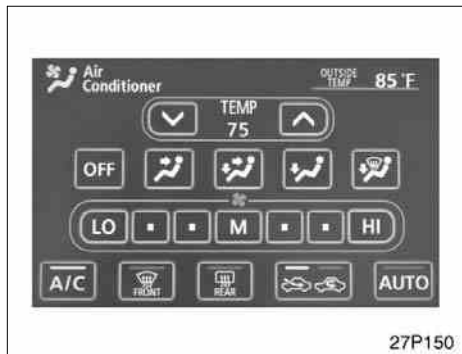 Air
Conditioner
OUTSIDE
TEMP 85°F
TEMP
75
OFF
LO M HI
A/C FRONT REAR AUTO
27P150